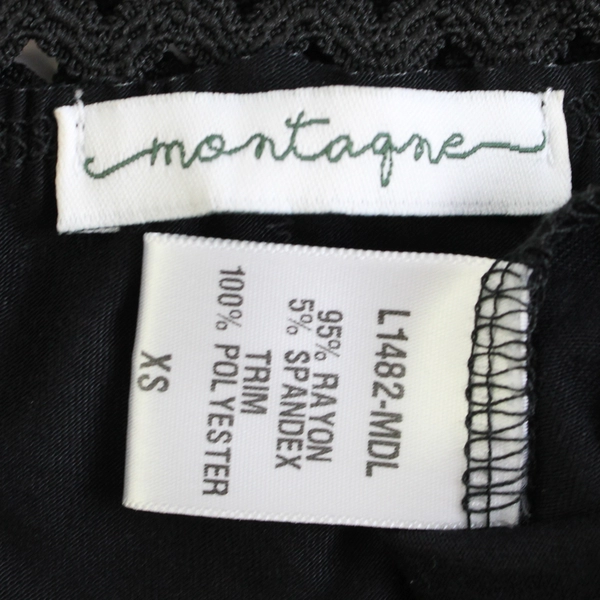 montagne
L1482-MDL
95% RAYON
5% SPANDEX
TRIM
100% POLYESTER
XS